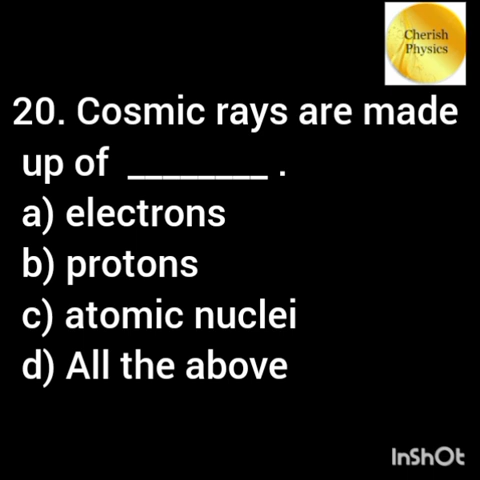 Cherish
Physics
20. Cosmic rays are made
up of ________ .
a) electrons
b) protons
c) atomic nuclei
d) All the above
InShOt